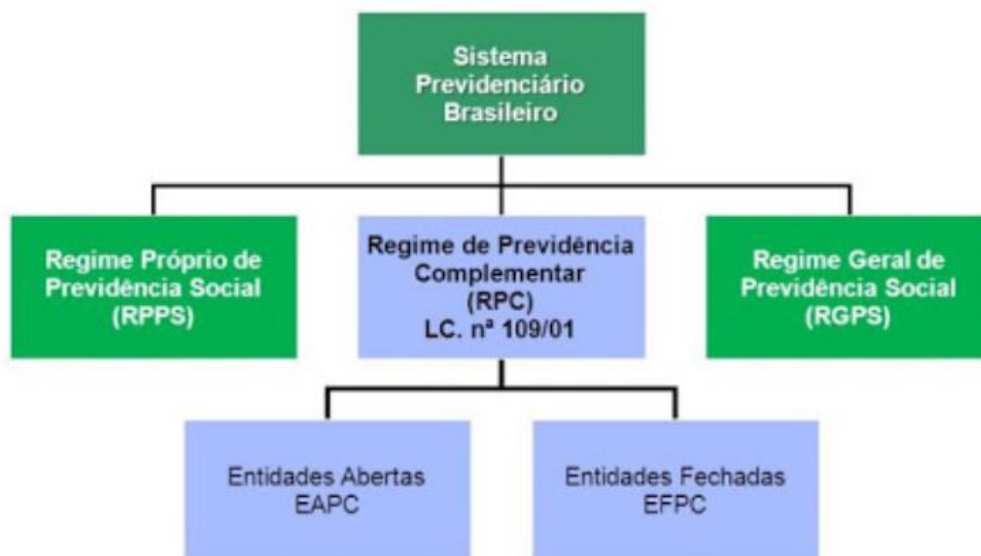 Sistema
Previdenciário
Brasileiro
Regime Próprio de
Previdência Social
(RPPS)
Regime de Previdência
Complementar
(RPC)
LC. nª 109/01
Regime Geral de
Previdência Social
(RGPS)
Entidades Abertas
EAPC
Entidades Fechadas
EFPC